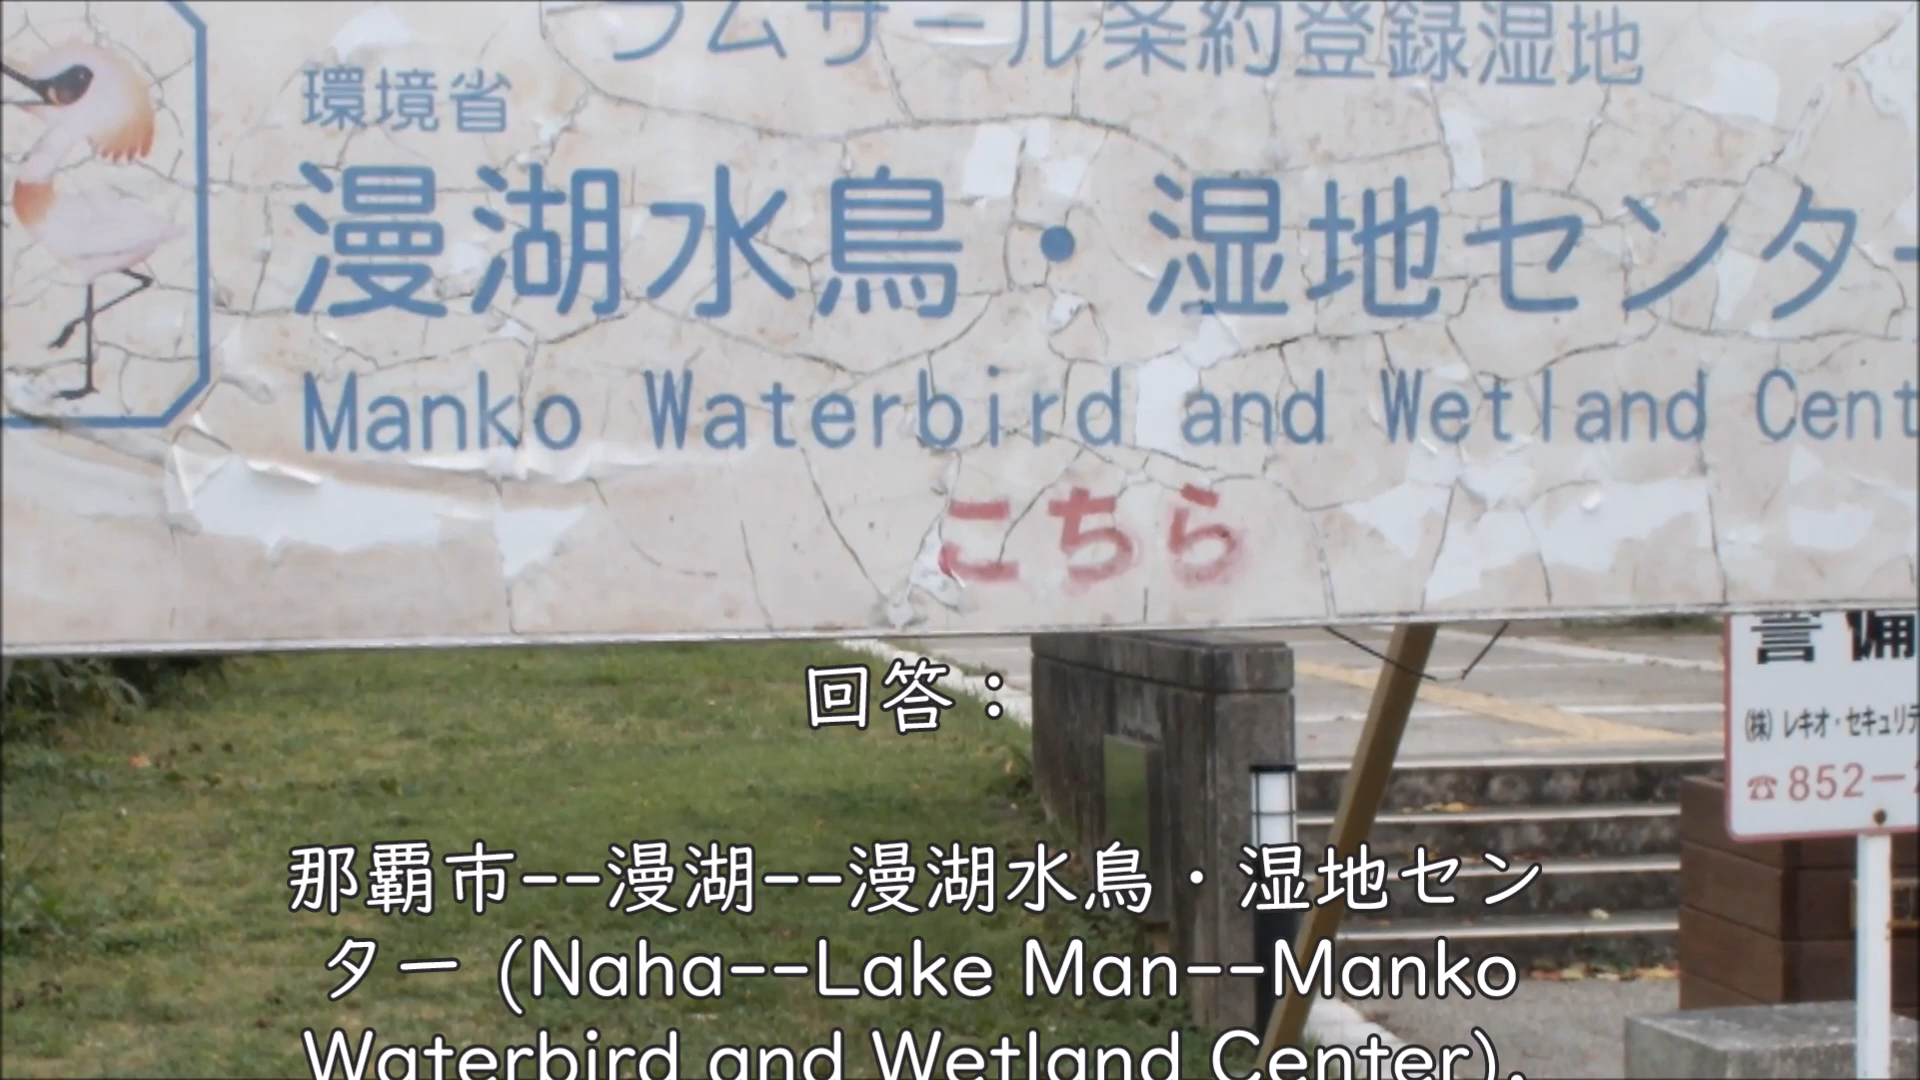 ラムサール条約登録湿地
環境省
漫湖水鳥・湿地センター
Manko Waterbird and Wetland Cent
こちら
警備
㈱ レキオ・セキュリテ
☎852-
回答：
那覇市--漫湖--漫湖水鳥・湿地セン
ター (Naha--Lake Man--Manko
Waterbird and Wetland Center).